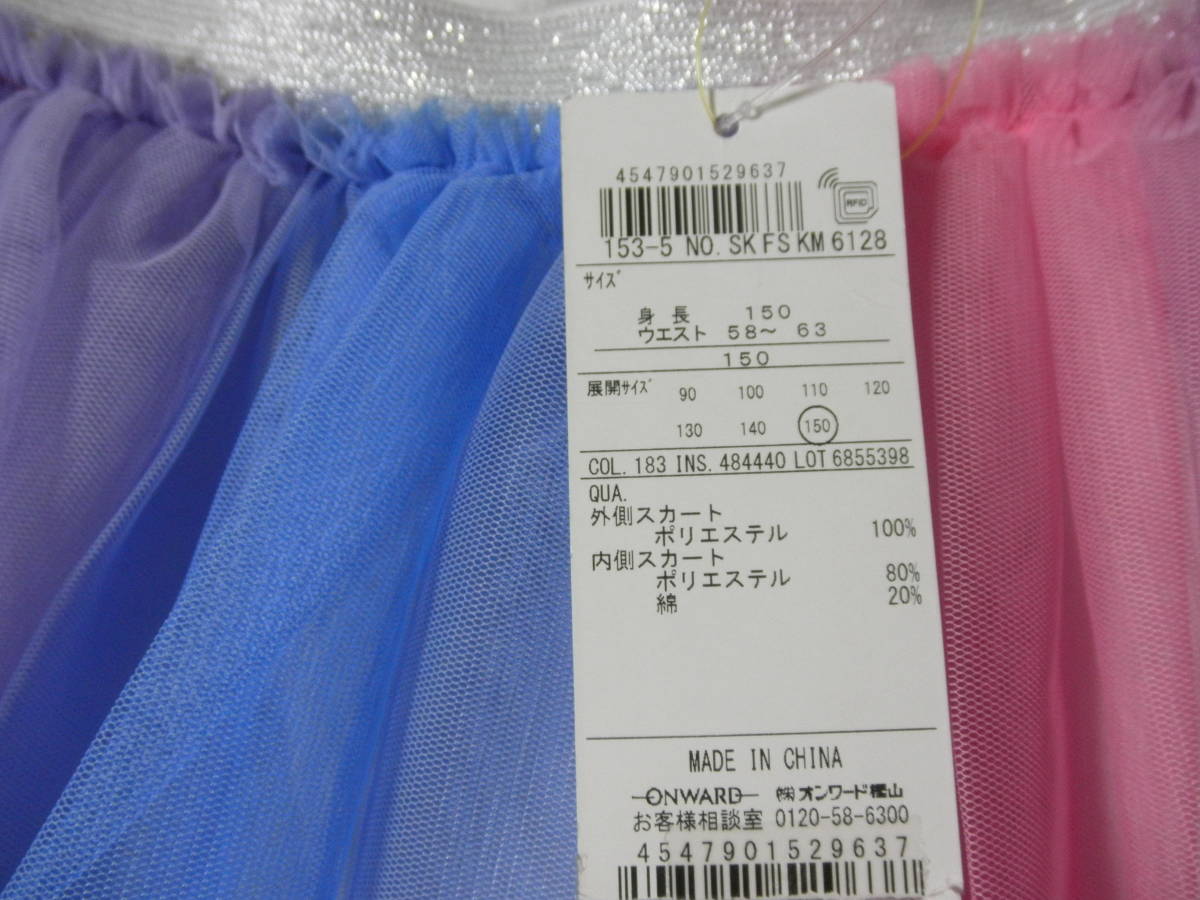 4547901529637
RFID
153-5 NO. SKFSKM6128
サイズ
身長 150
ウエスト 58～ 63
150
展開サイズ 90 100 110 120
130 140 150
COL. 183 INS. 484440 LOT 6855398
QUA.
外側スカート
ポリエステル 100%
内側スカート
ポリエステル 80%
綿 20%
MADE IN CHINA
ONWARD ㈱オンワード樫山
お客様相談室 0120-58-6300
4547901529637